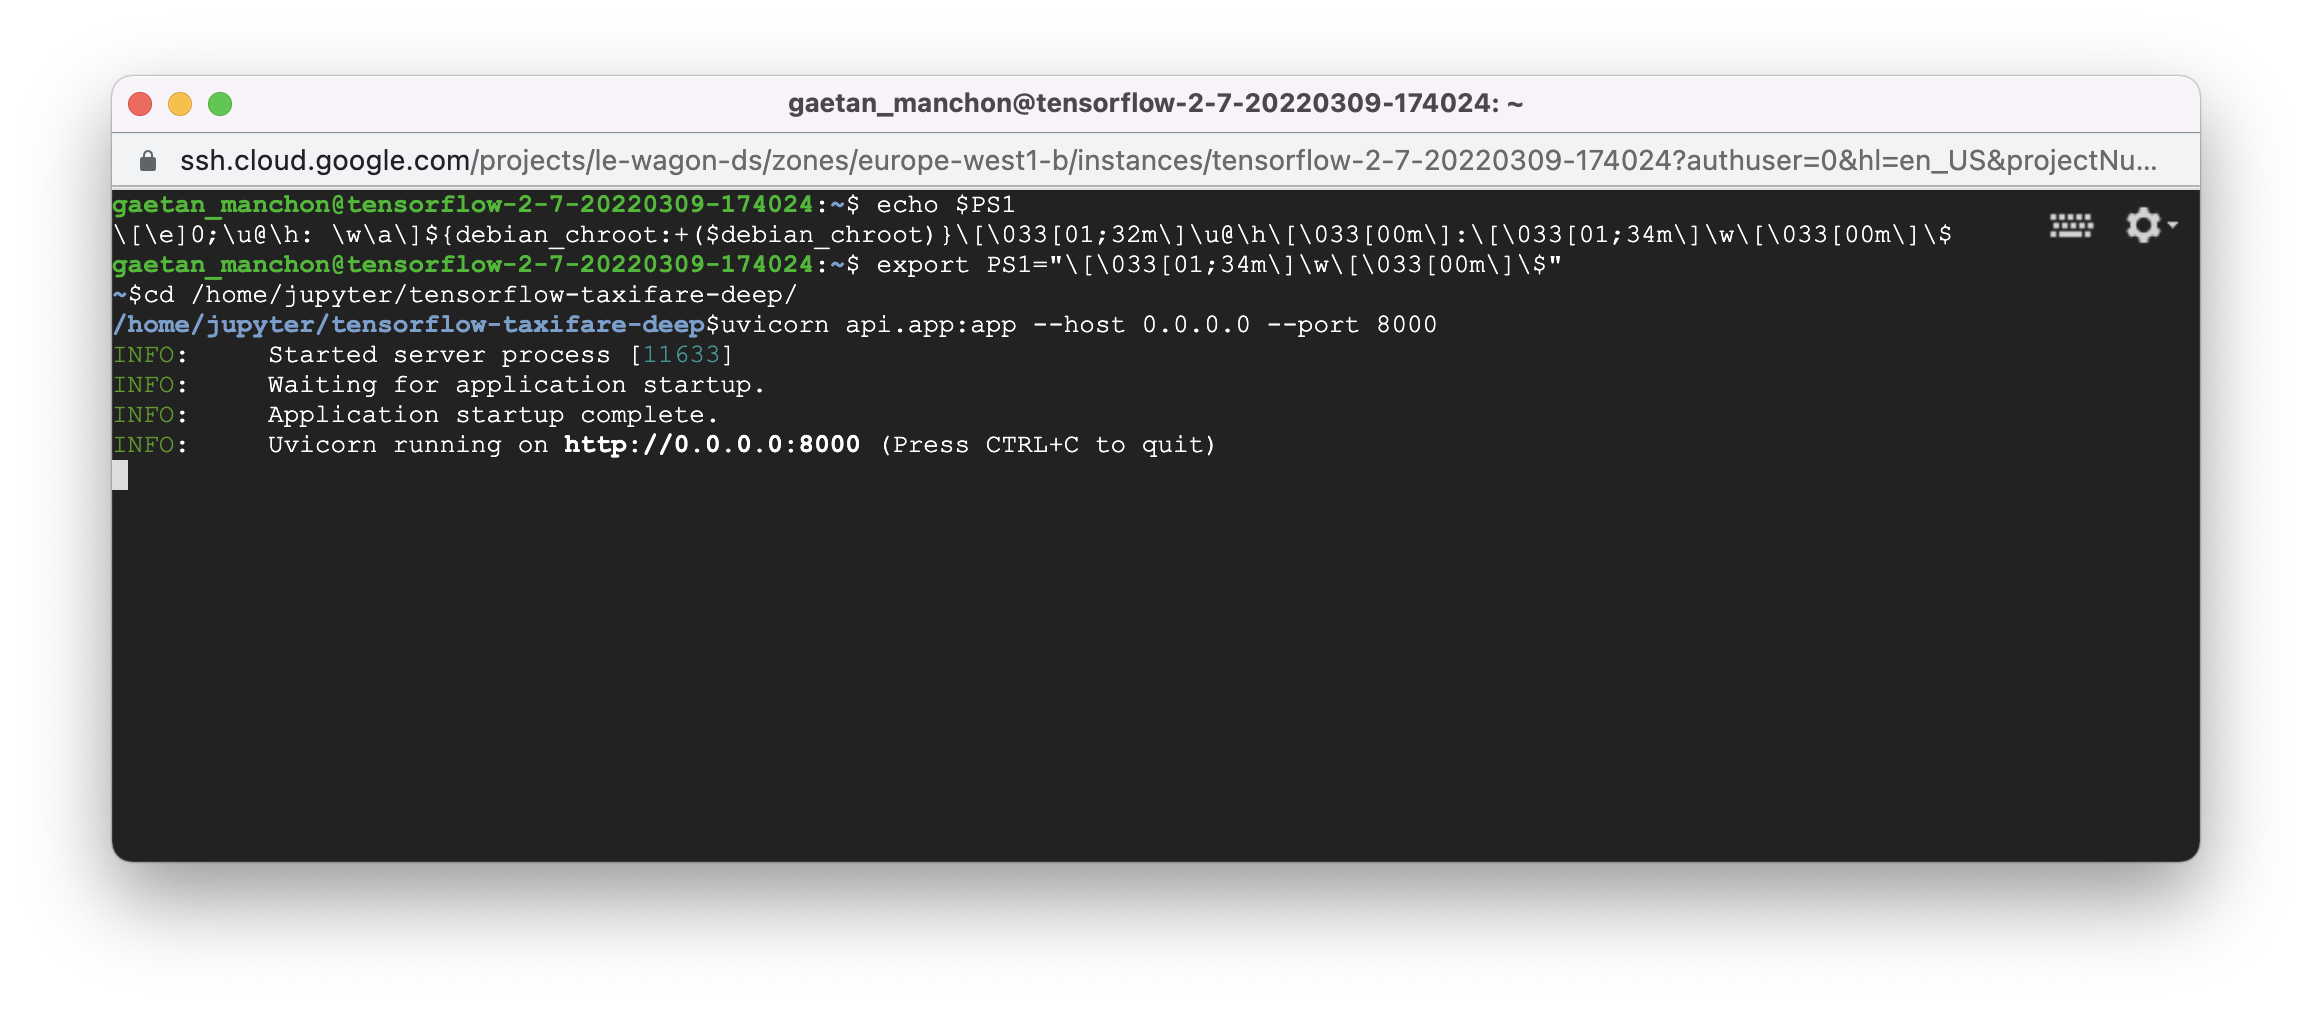 gaetan_manchon@tensorflow-2-7-20220309-174024: ~
ssh.cloud.google.com/projects/le-wagon-ds/zones/europe-west1-b/instances/tensorflow-2-7-20220309-174024?authuser=0&hl=en_US&projectNu...
gaetan_manchon@tensorflow-2-7-20220309-174024:~$ echo $PS1
\[\e]0;\u@\h: \w\a\]${debian_chroot:+($debian_chroot)}\[\033[01;32m\]\u@\h\[\033[00m\]:\[\033[01;34m\]\w\[\033[00m\]\$
gaetan_manchon@tensorflow-2-7-20220309-174024:~$ export PS1="\[\033[01;34m\]\w\[\033[00m\]\$"
~$cd /home/jupyter/tensorflow-taxifare-deep/
/home/jupyter/tensorflow-taxifare-deep$uvicorn api.app:app --host 0.0.0.0 --port 8000
INFO:     Started server process [11633]
INFO:     Waiting for application startup.
INFO:     Application startup complete.
INFO:     Uvicorn running on http://0.0.0.0:8000 (Press CTRL+C to quit)